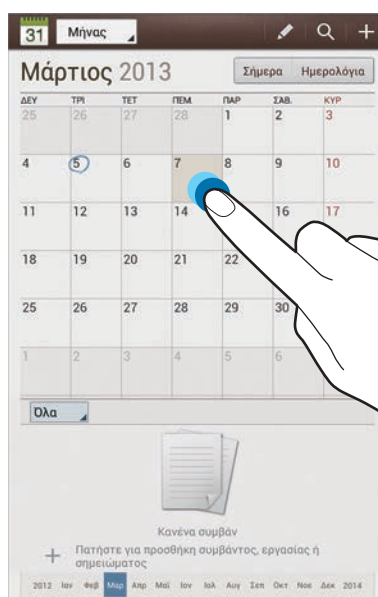 31 Μήνας
Μάρτιος 2013 Σήμερα Ημερολόγια
ΔΕΥ ΤΡΙ ΤΕΤ ΠΕΜ. ΠΑΡ ΣΑΒ. ΚΥΡ
25 26 27 28 1 2 3
4 5 6 7 8 9 10
11 12 13 14 16 17
18 19 20 21 22
25 26 27 28 29 30
1 2 3 4 5 6
Όλα
Κανένα συμβάν
Πατήστε για προσθήκη συμβάντος, εργασίας ή
σημειώματος
2012 Ιαν Φεβ Μαρ Απρ Μαΐ Ιον Ιολ Αυγ Σεπ Οκτ Νοε Δεκ 2014